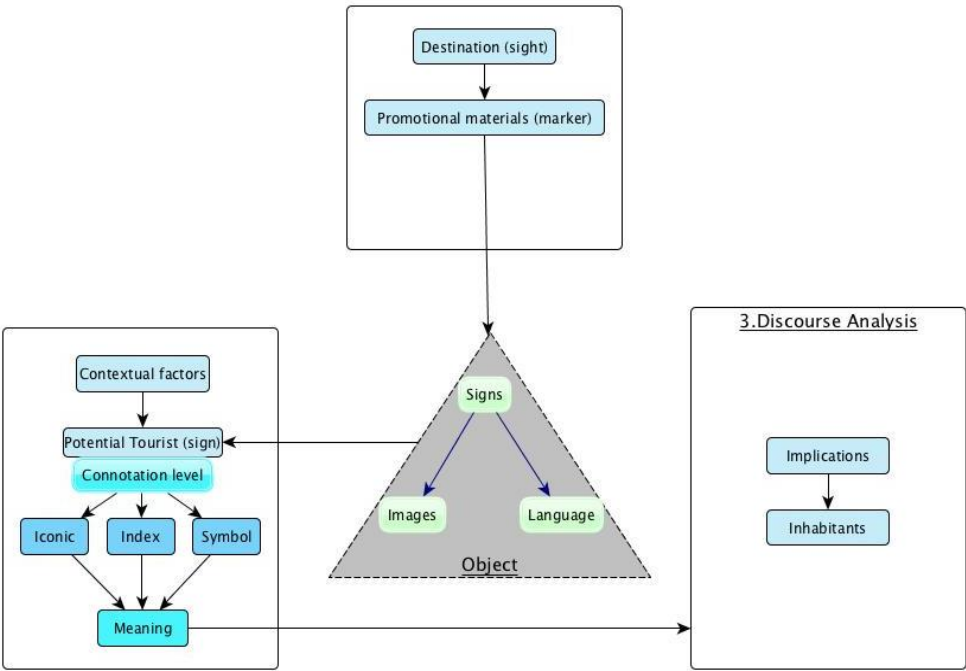 Destination (sight)
Promotional materials (marker)
3.Discourse Analysis
Contextual factors
Potential Tourist (sign)
Connotation level
Iconic
Index
Symbol
Meaning
Signs
Images
Language
Object
Implications
Inhabitants